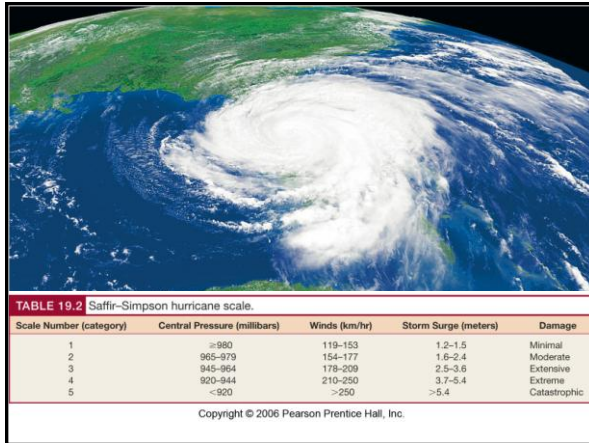 TABLE 19.2 Saffir–Simpson hurricane scale.
Scale Number (category) Central Pressure (millibars) Winds (km/hr) Storm Surge (meters) Damage
1 ≥980 119–153 1.2–1.5 Minimal
2 965–979 154–177 1.6–2.4 Moderate
3 945–964 178–209 2.5–3.6 Extensive
4 920–944 210–250 3.7–5.4 Extreme
5 <920 >250 >5.4 Catastrophic
Copyright © 2006 Pearson Prentice Hall, Inc.